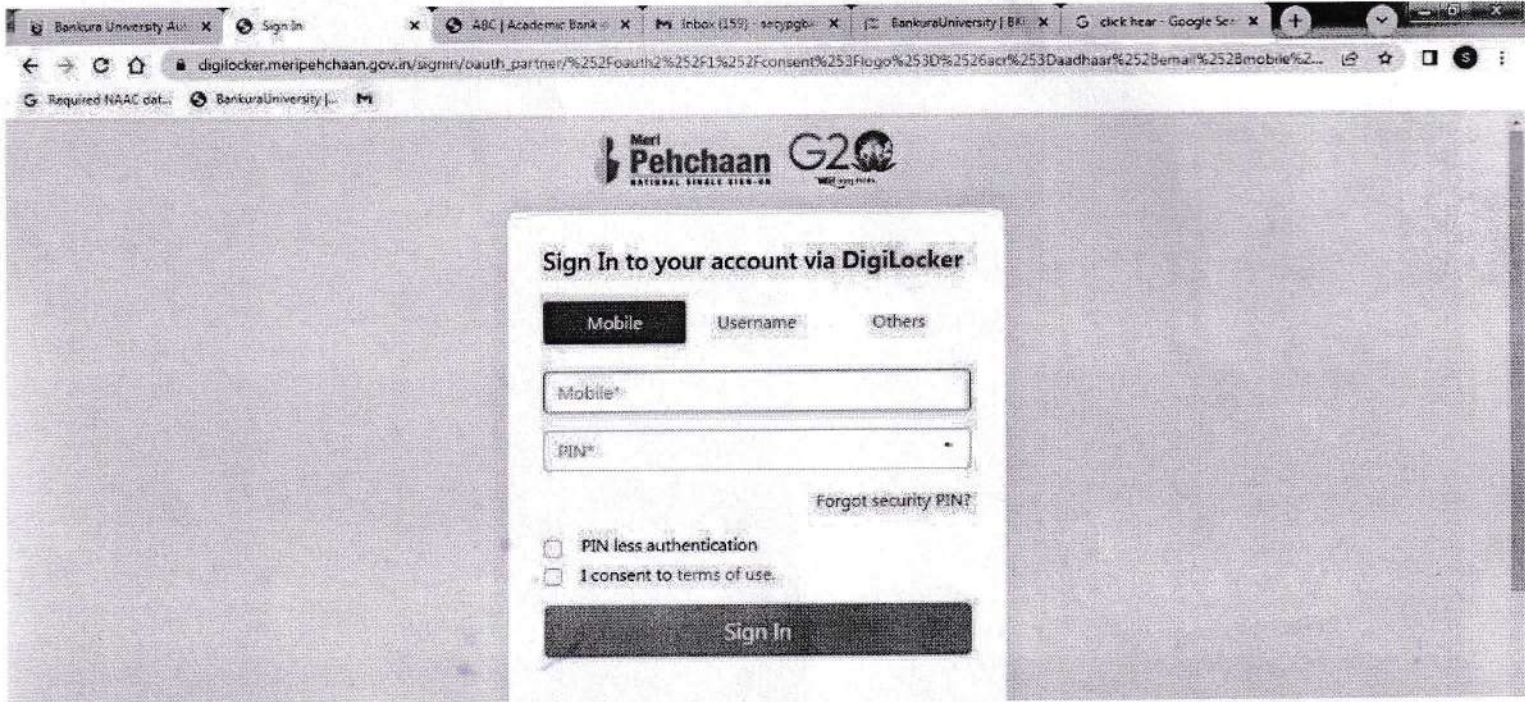 Bankura University Aut
Sign In
ABC | Academic Bank
Inbox (159) - secypgb
BankuraUniversity | BK
G click hear - Google Se
digilocker.meripehchaan.gov.in/signin/oauth_partner/%252Foauth2%252F1%252Fconsent%253Flogo%253D%2526acr%253Daadhaar%252Bemail%252Bmobile%2...
S
G Required NAAC dat...
BankuraUniversity |...
Meri
Pehchaan
NATIONAL SINGLE SIGN-ON
G20
Sign In to your account via DigiLocker
Mobile
Username
Others
Mobile*
PIN*
Forgot security PIN?
PIN less authentication
I consent to terms of use.
Sign In